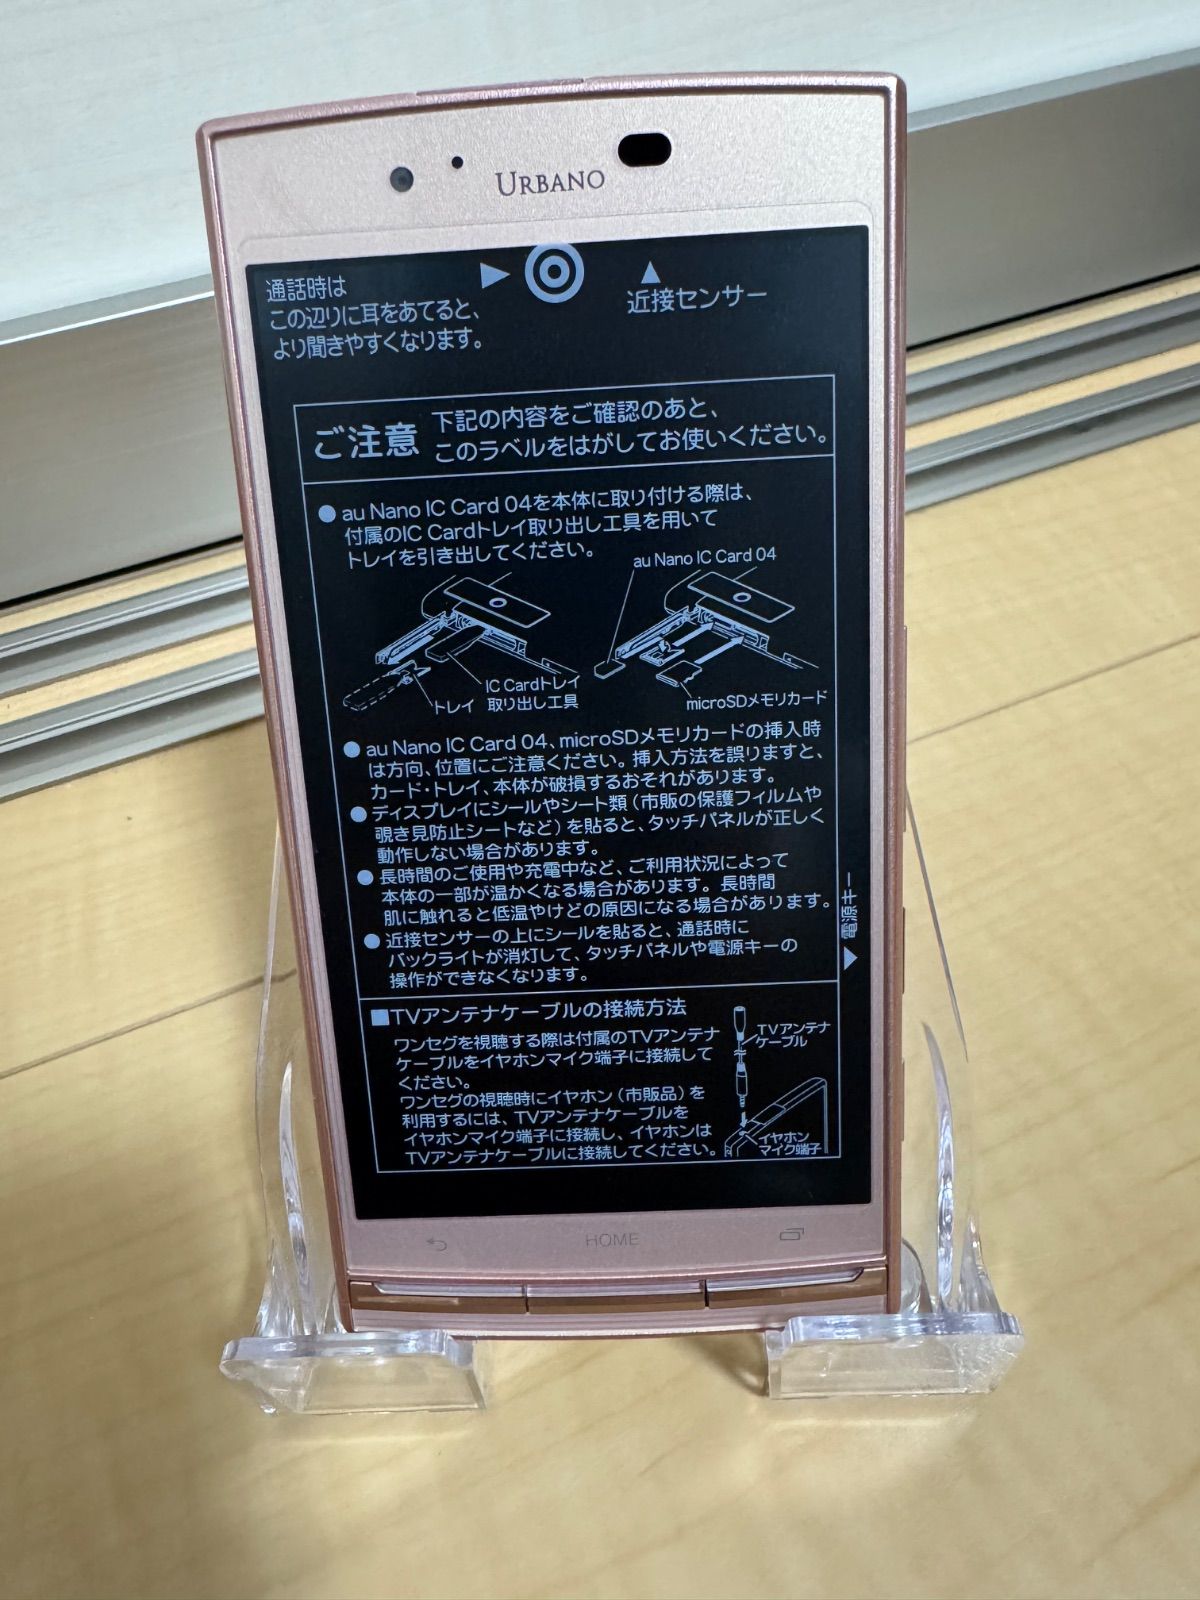 URBANO
通話時は
この辺りに耳をあてると、
より聞きやすくなります。
近接センサー
ご注意
下記の内容をご確認のあと、
このラベルをはがしてお使いください。
●au Nano IC Card 04を本体に取り付ける際は、
付属のIC Cardトレイ取り出し工具を用いて
トレイを引き出してください。
au Nano IC Card 04
IC Cardトレイ
取り出し工具
トレイ
microSDメモリカード
●au Nano IC Card 04、microSDメモリカードの挿入時
は方向、位置にご注意ください。挿入方法を誤りますと、
カード・トレイ、本体が破損するおそれがあります。
●ディスプレイにシールやシート類（市販の保護フィルムや
覗き見防止シートなど）を貼ると、タッチパネルが正しく
動作しない場合があります。
●長時間のご使用や充電中など、ご利用状況によって
本体の一部が温かくなる場合があります。長時間
肌に触れると低温やけどの原因になる場合があります。
●近接センサーの上にシールを貼ると、通話時に
バックライトが消灯して、タッチパネルや電源キーの
操作ができなくなります。
電源キー
■TVアンテナケーブルの接続方法
ワンセグを視聴する際は付属のTVアンテナ
ケーブルをイヤホンマイク端子に接続して
ください。
ワンセグの視聴時にイヤホン（市販品）を
利用するには、TVアンテナケーブルを
イヤホンマイク端子に接続し、イヤホンは
TVアンテナケーブルに接続してください。
TVアンテナ
ケーブル
イヤホン
マイク端子
HOME